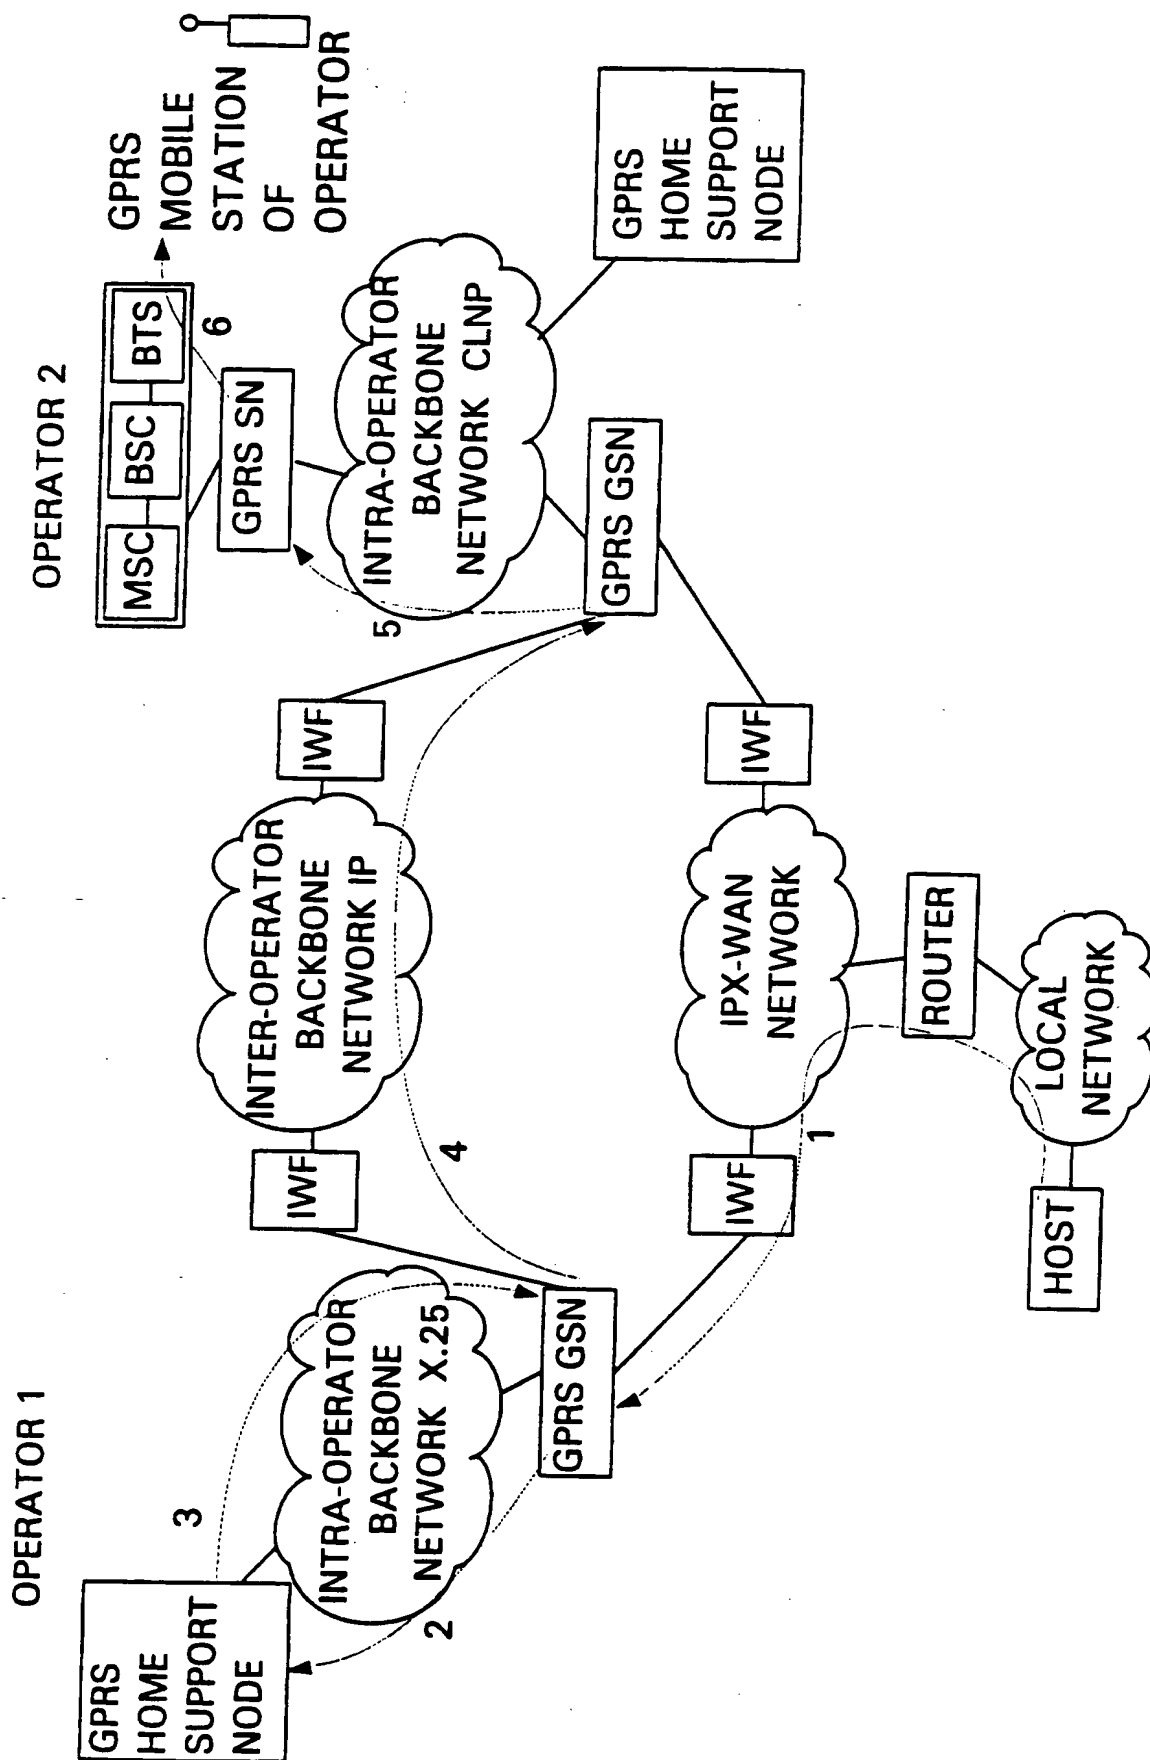 OPERATOR 1
OPERATOR 2
GPRS
HOME
SUPPORT
NODE
3
2
INTRA-OPERATOR
BACKBONE
NETWORK X.25
GPRS GSN
IWF
INTER-OPERATOR
BACKBONE
NETWORK IP
IWF
4
MSC
BSC
BTS
6
GPRS
MOBILE
STATION
OF
OPERATOR
GPRS SN
5
INTRA-OPERATOR
BACKBONE
NETWORK CLNP
GPRS GSN
GPRS
HOME
SUPPORT
NODE
IWF
1
IPX-WAN
NETWORK
IWF
ROUTER
HOST
LOCAL
NETWORK